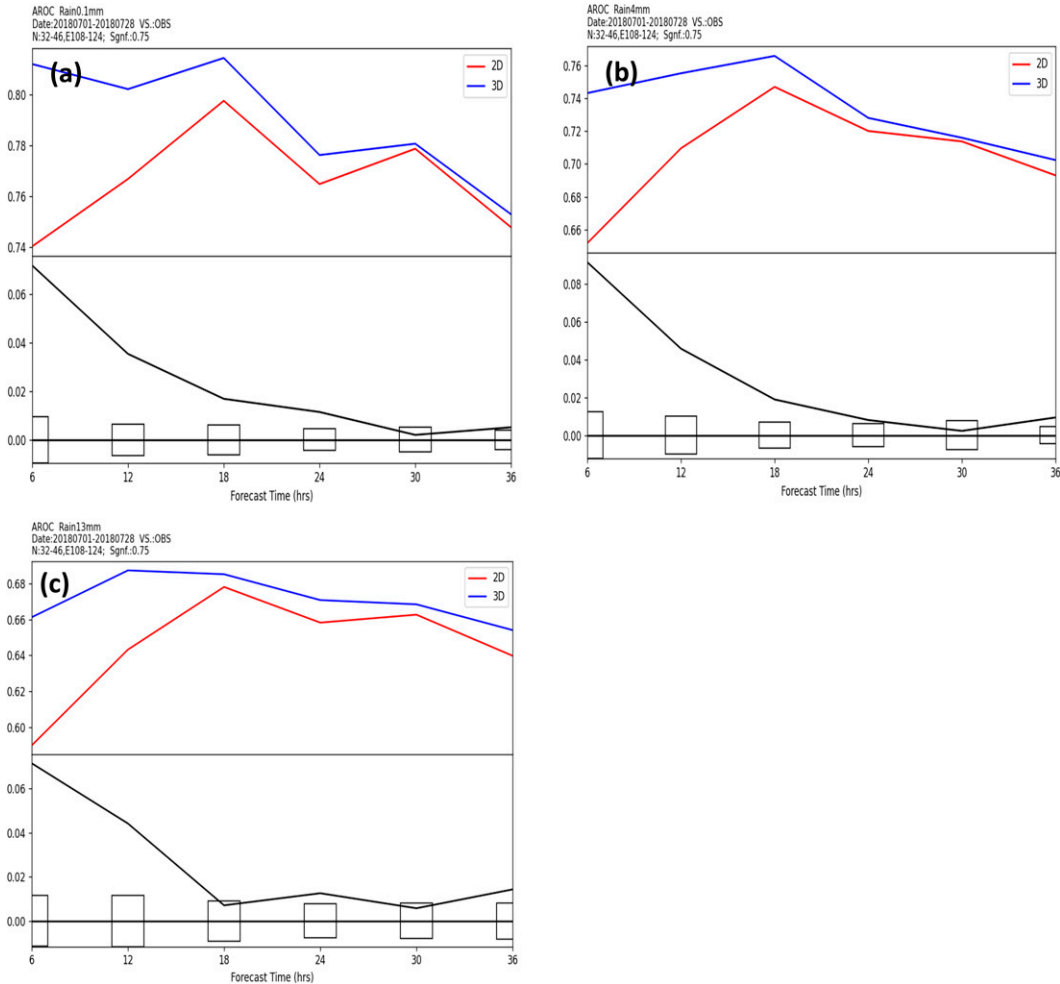 AROC Rain0.1mm
Date:20180701-20180728 VS.:OBS
N:32-46,E108-124; Sgnf.:0.75
(a)
2D
3D
0.80
0.78
0.76
0.74
0.06
0.04
0.02
0.00
6 12 18 24 30 36
Forecast Time (hrs)
AROC Rain4mm
Date:20180701-20180728 VS.:OBS
N:32-46,E108-124; Sgnf.:0.75
(b)
2D
3D
0.76
0.74
0.72
0.70
0.68
0.66
0.08
0.06
0.04
0.02
0.00
6 12 18 24 30 36
Forecast Time (hrs)
AROC Rain13mm
Date:20180701-20180728 VS.:OBS
N:32-46,E108-124; Sgnf.:0.75
(c)
2D
3D
0.68
0.66
0.64
0.62
0.60
0.06
0.04
0.02
0.00
6 12 18 24 30 36
Forecast Time (hrs)